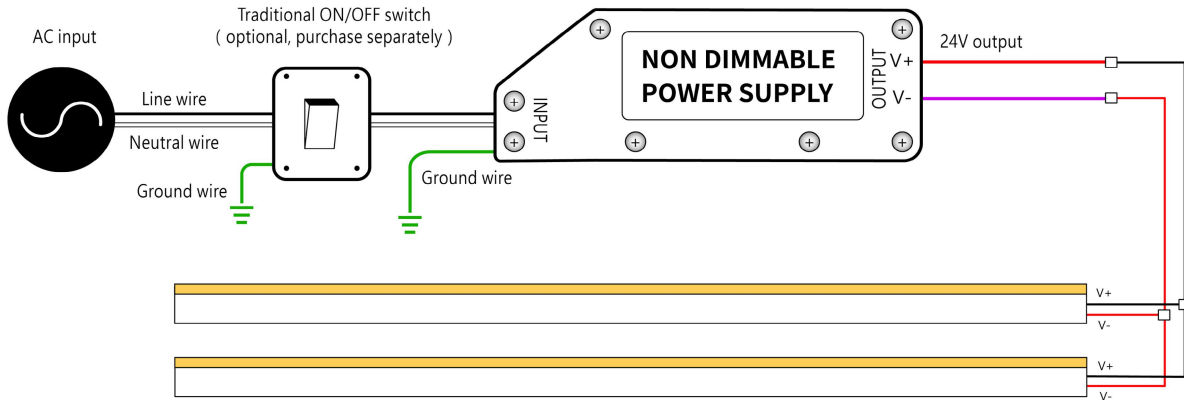 Traditional ON/OFF switch
( optional, purchase separately )
AC input
Line wire
Neutral wire
Ground wire
Ground wire
INPUT
NON DIMMABLE
POWER SUPPLY
OUTPUT
V+
V-
24V output
V+
V-
V+
V-